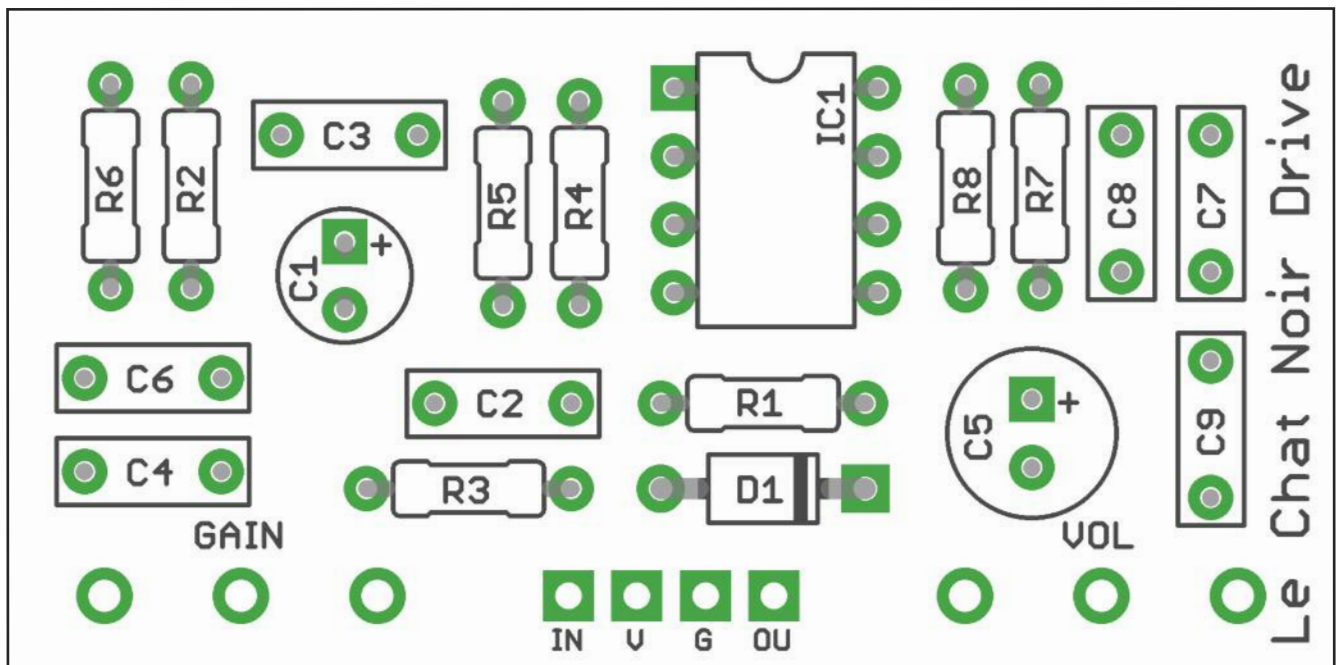 R6
R2
C3
R5
R4
IC1
R8
R7
C8
C7
C1
+
C6
C4
C2
R1
R3
D1
C5
+
C9
GAIN
VOL
IN
V
G
OU
Le Chat Noir Drive